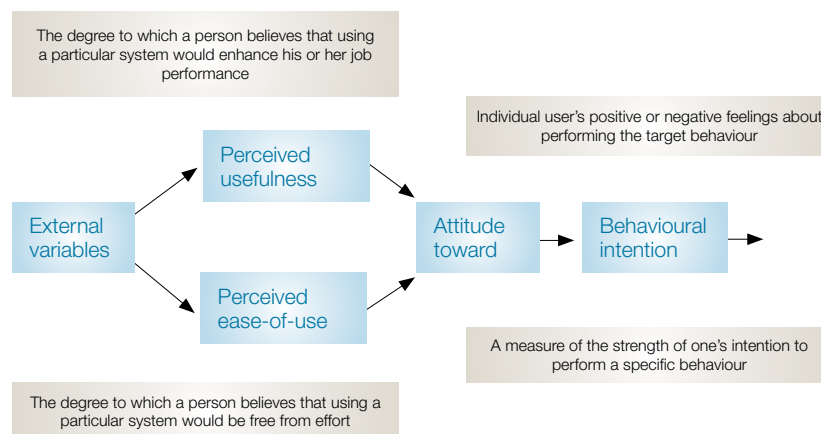 The degree to which a person believes that using
a particular system would enhance his or her job
performance
Individual user's positive or negative feelings about
performing the target behaviour
Perceived
usefulness
External
variables
Attitude
toward
Behavioural
intention
Perceived
ease-of-use
A measure of the strength of one's intention to
perform a specific behaviour
The degree to which a person believes that using a
particular system would be free from effort